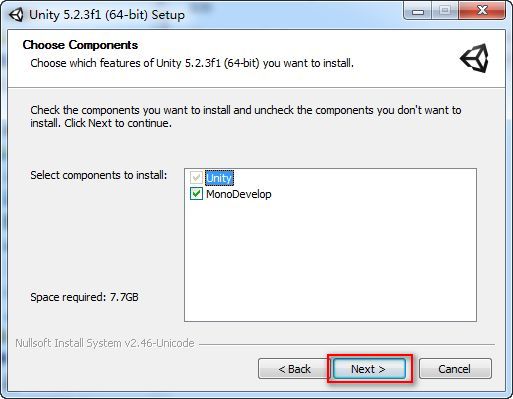 Unity 5.2.3f1 (64-bit) Setup
Choose Components
Choose which features of Unity 5.2.3f1 (64-bit) you want to install.
Check the components you want to install and uncheck the components you don't want to
install. Click Next to continue.
Select components to install:
Unity
MonoDevelop
Space required: 7.7GB
Nullsoft Install System v2.46-Unicode
< Back
Next >
Cancel